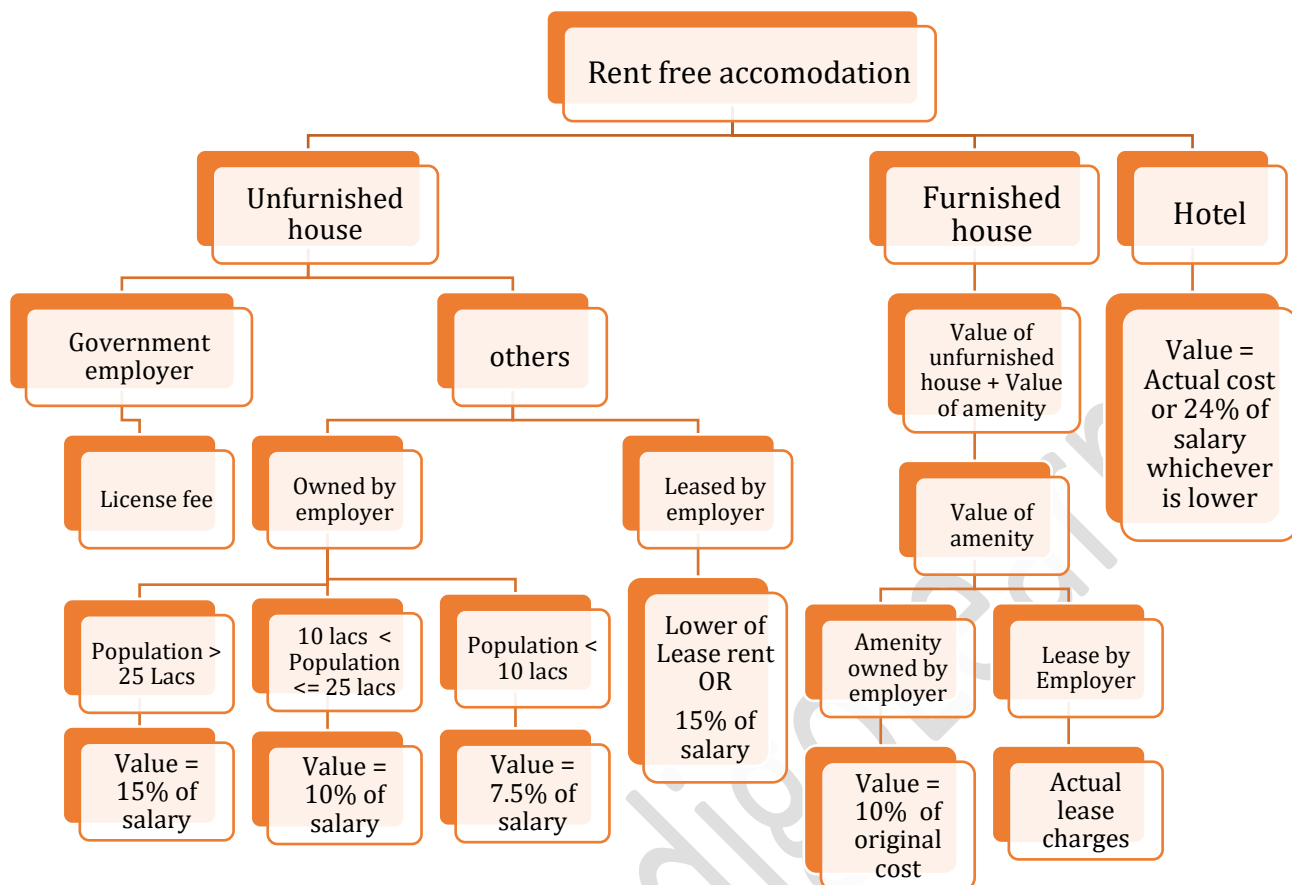 Rent free accomodation
Unfurnished
house
Furnished
house
Hotel
Government
employer
others
Value of
unfurnished
house + Value
of amenity
Value =
Actual cost
or 24% of
salary
whichever
is lower
License fee
Owned by
employer
Leased by
employer
Value of
amenity
Population >
25 Lacs
10 lacs <
Population
<= 25 lacs
Population <
10 lacs
Lower of
Lease rent
OR
15% of
salary
Amenity
owned by
employer
Lease by
Employer
Value =
15% of
salary
Value =
10% of
salary
Value =
7.5% of
salary
Value =
10% of
original
cost
Actual
lease
charges